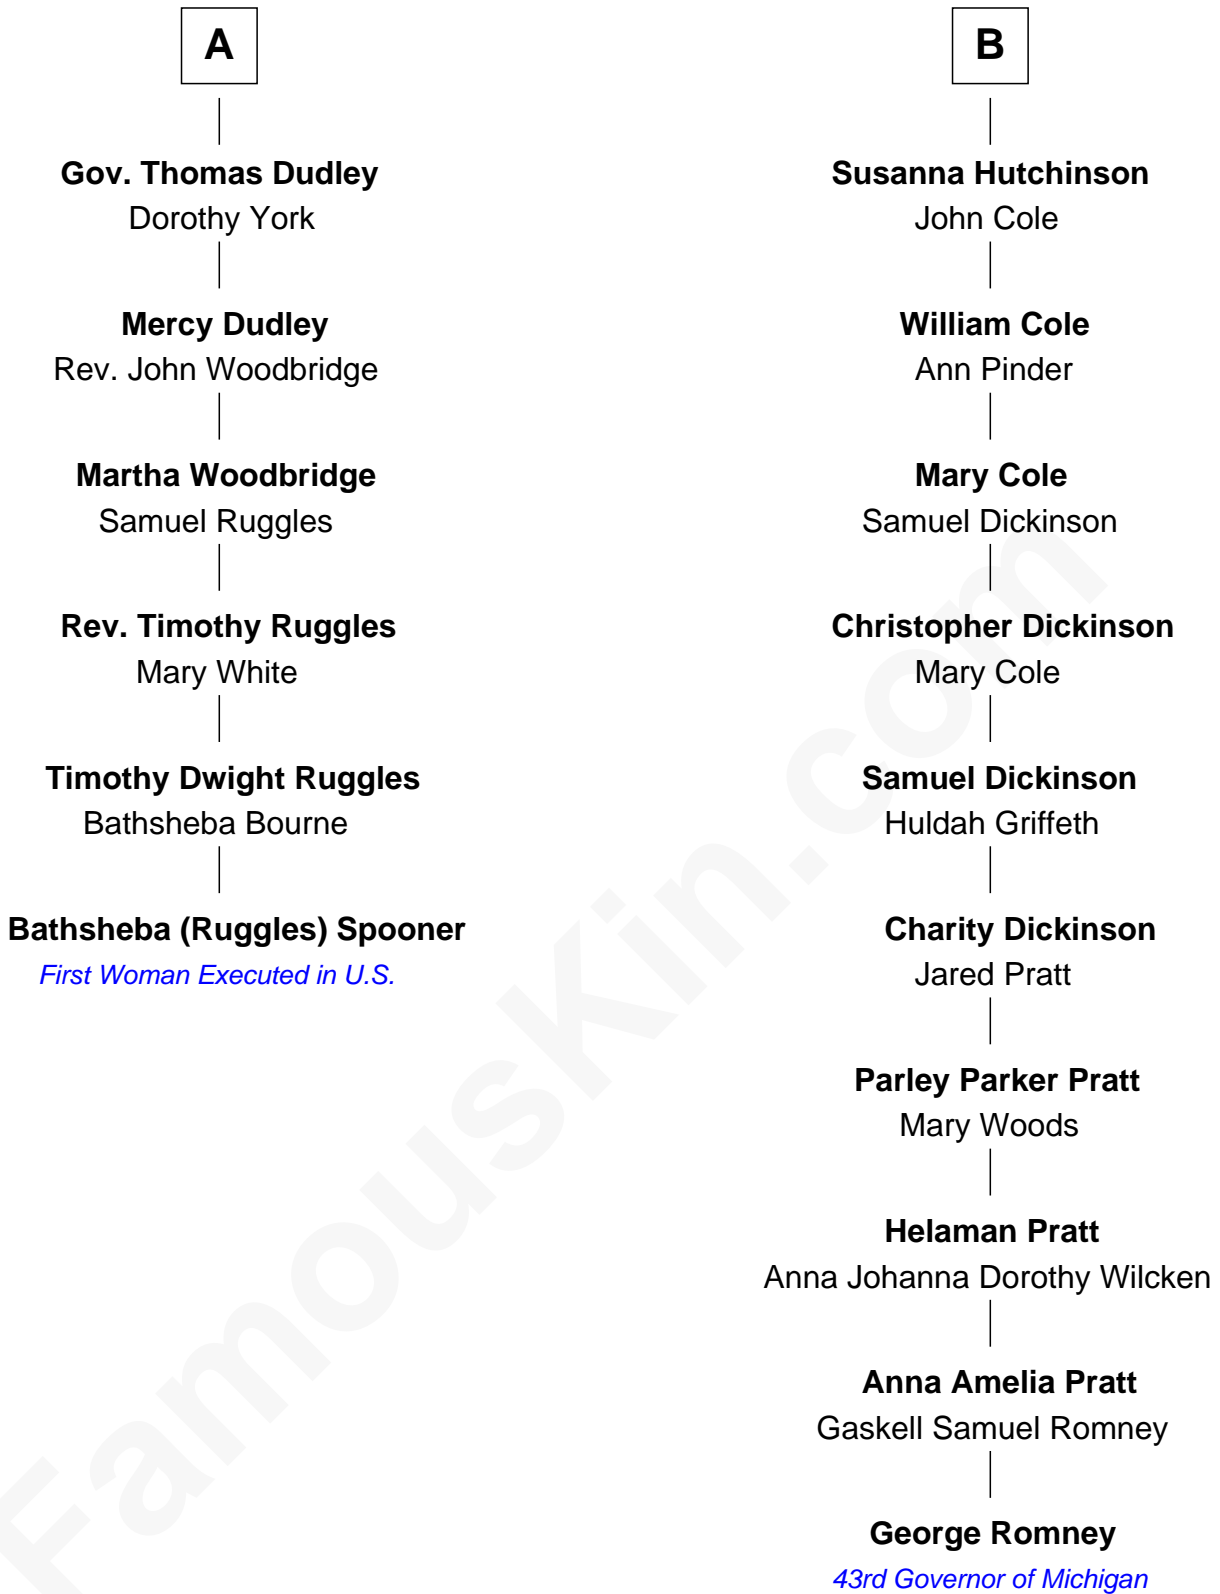 A
Gov. Thomas Dudley
Dorothy York
Mercy Dudley
Rev. John Woodbridge
Martha Woodbridge
Samuel Ruggles
Rev. Timothy Ruggles
Mary White
Timothy Dwight Ruggles
Bathsheba Bourne
Bathsheba (Ruggles) Spooner
First Woman Executed in U.S.
B
Susanna Hutchinson
John Cole
William Cole
Ann Pinder
Mary Cole
Samuel Dickinson
Christopher Dickinson
Mary Cole
Samuel Dickinson
Huldah Griffeth
Charity Dickinson
Jared Pratt
Parley Parker Pratt
Mary Woods
Helaman Pratt
Anna Johanna Dorothy Wilcken
Anna Amelia Pratt
Gaskell Samuel Romney
George Romney
43rd Governor of Michigan
FamousKin.com